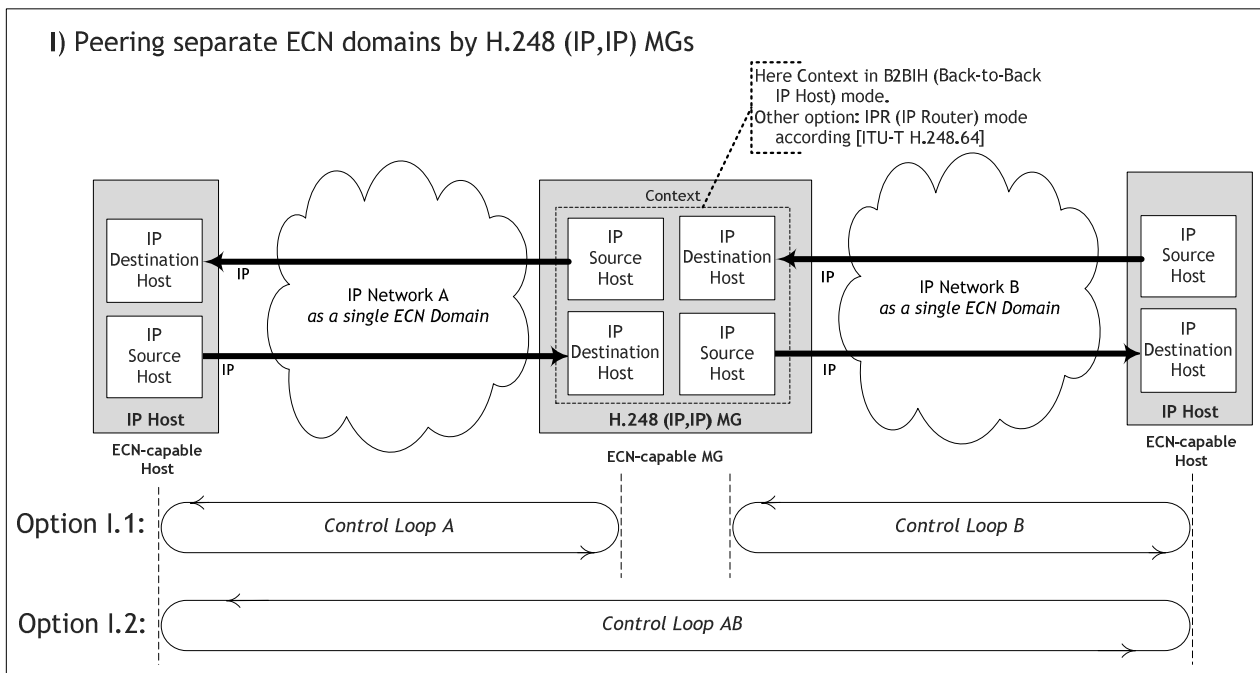 I) Peering separate ECN domains by H.248 (IP,IP) MGs
Here Context in B2BIH (Back-to-Back
IP Host) mode.
Other option: IPR (IP Router) mode
according [ITU-T H.248.64]
Context
IP
Destination
Host
IP
IP
Source
Host
IP
IP Host
ECN-capable
Host
IP Network A
as a single ECN Domain
IP
Source
Host
IP
Destination
Host
IP
Destination
Host
IP
Source
Host
H.248 (IP,IP) MG
ECN-capable MG
IP
IP
IP Network B
as a single ECN Domain
IP
Source
Host
IP
Destination
Host
IP Host
ECN-capable
Host
Option I.1:
Control Loop A
Control Loop B
Option I.2:
Control Loop AB